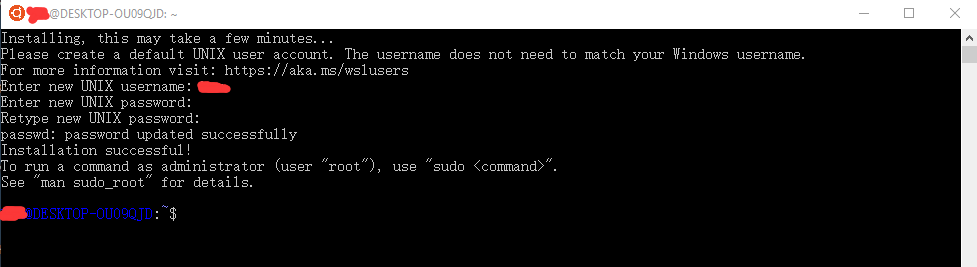 @DESKTOP-OU09QJD: ~
Installing, this may take a few minutes...
Please create a default UNIX user account. The username does not need to match your Windows username.
For more information visit: https://aka.ms/wslusers
Enter new UNIX username:
Enter new UNIX password:
Retype new UNIX password:
passwd: password updated successfully
Installation successful!
To run a command as administrator (user "root"), use "sudo <command>".
See "man sudo_root" for details.
@DESKTOP-OU09QJD:~$